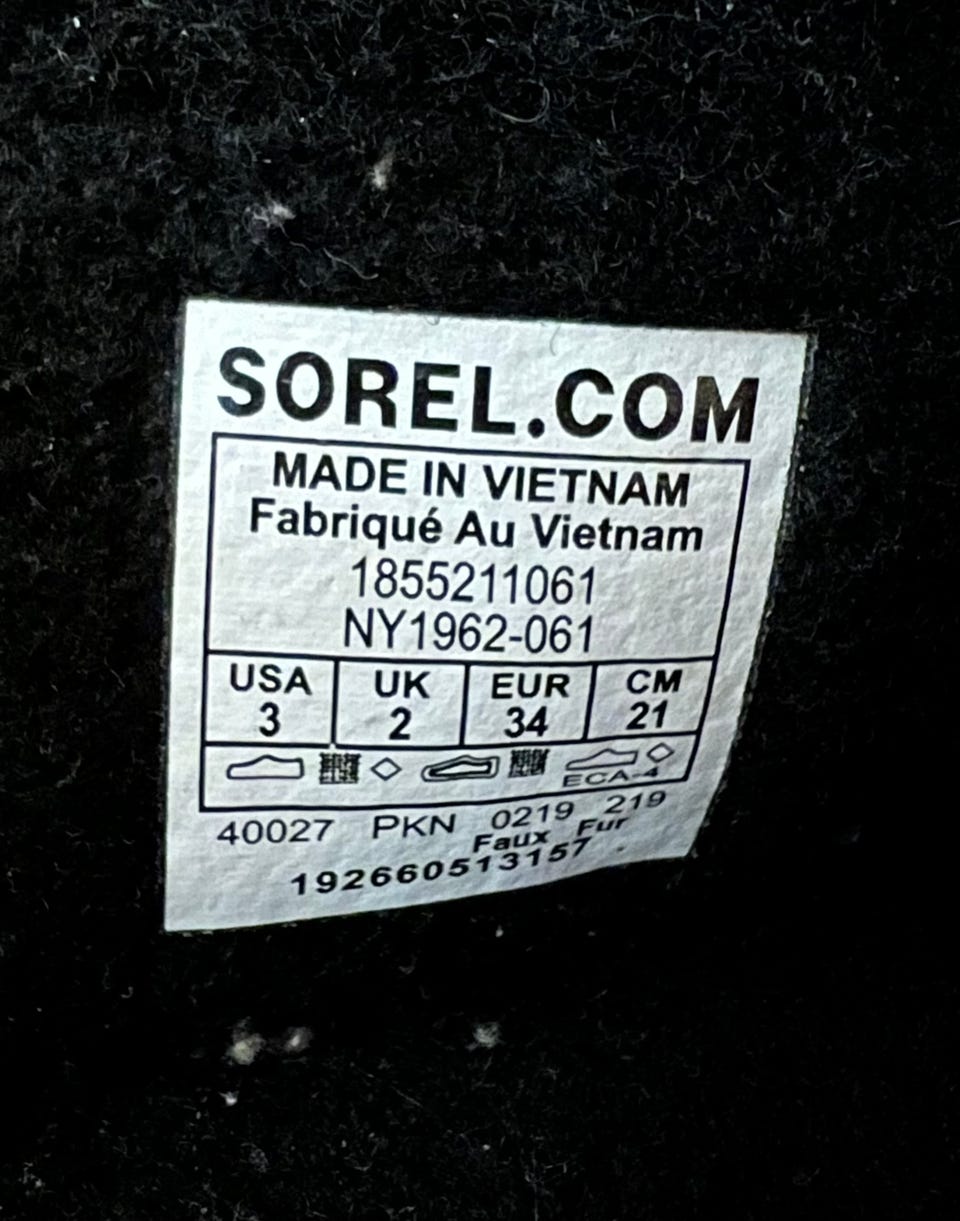 SOREL.COM
MADE IN VIETNAM
Fabriqué Au Vietnam
1855211061
NY1962-061
USA UK EUR CM
3 2 34 21
ECA-4
40027 PKN 0219 219
Faux Fur
192660513157